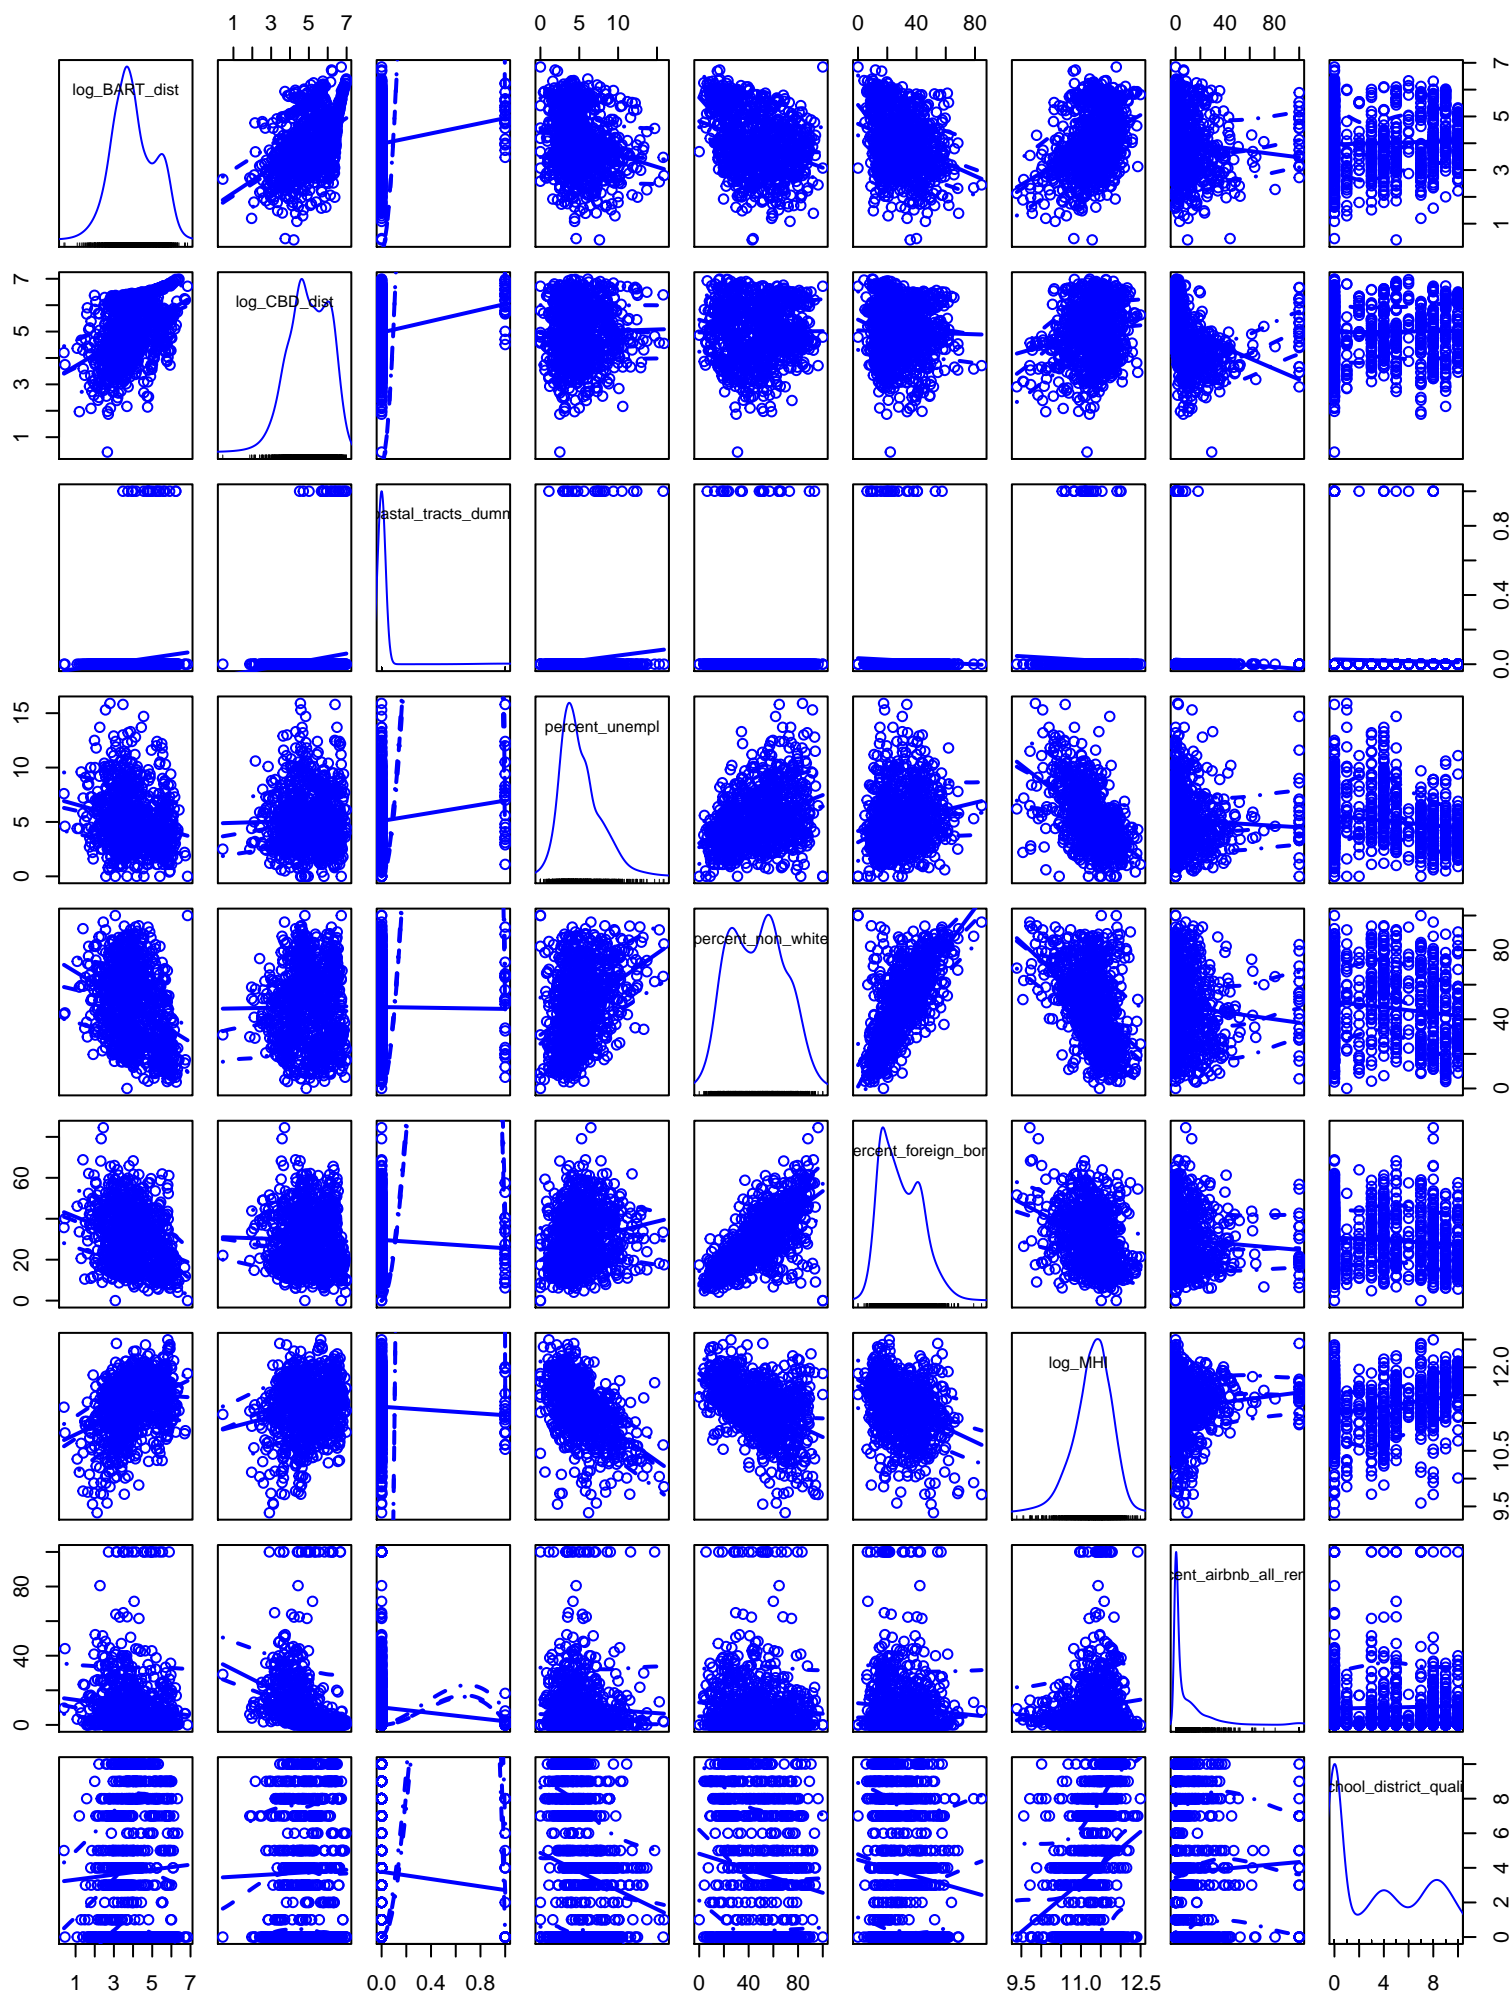 1 3 5 7 0 5 10 0 40 80 0 40 80
log_BART_dist
1 3 5 7
log_CBD_dist
1 3 5 7
astal_tracts_dumm
0.0 0.4 0.8
percent_unempl
0 5 10 15
percent_non_white
0 40 80
ercent_foreign_bor
0 20 60
log_MHI
9.5 10.5 12.0
cent_airbnb_all_ren
0 40 80
chool_district_quali
0 2 4 6 8
1 3 5 7 0.0 0.4 0.8 0 40 80 9.5 11.0 12.5 0 4 8